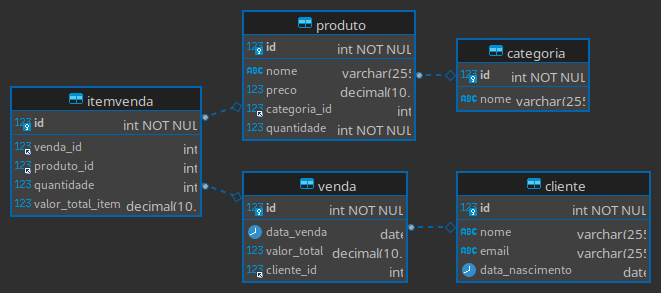 produto
123 id int NOT NUL
ABC nome varchar(255
123 preco decimal(10.
123 categoria_id int
123 quantidade int NOT NUL
categoria
123 id int NOT NUL
ABC nome varchar(255
itemvenda
123 id int NOT NUL
123 venda_id int
123 produto_id int
123 quantidade int
123 valor_total_item decimal(10.
venda
123 id int NOT NUL
data_venda date
123 valor_total decimal(10.
123 cliente_id int
cliente
123 id int NOT NUL
ABC nome varchar(255
ABC email varchar(255
data_nascimento date